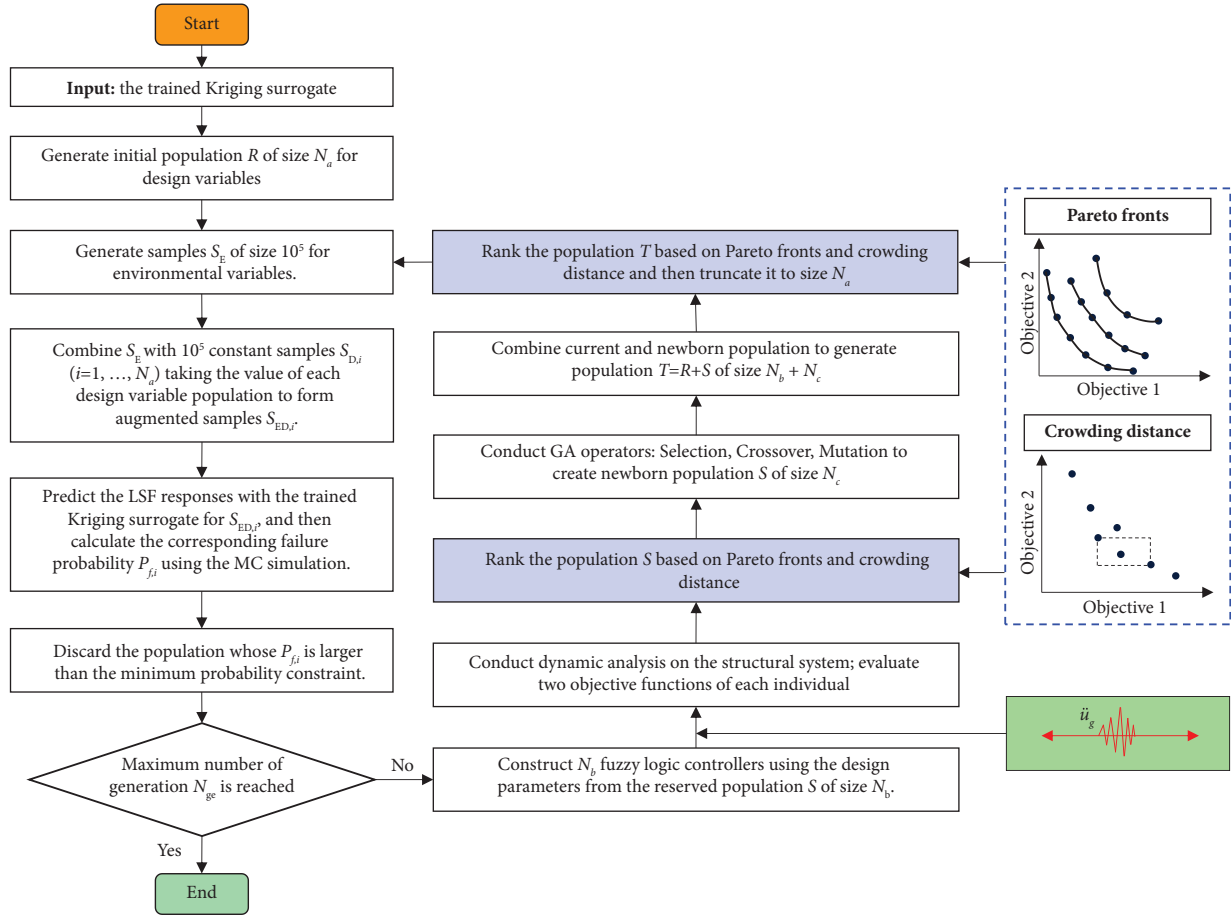 Start
Input: the trained Kriging surrogate
Generate initial population R of size Nₐ for
design variables
Generate samples S_E of size 10⁵ for
environmental variables.
Combine S_E with 10⁵ constant samples S_D,i
(i=1, ..., Nₐ) taking the value of each
design variable population to form
augmented samples S_ED,i.
Predict the LSF responses with the trained
Kriging surrogate for S_ED,i, and then
calculate the corresponding failure
probability P_f,i using the MC simulation.
Discard the population whose P_f,i is larger
than the minimum probability constraint.
Maximum number of
generation N_ge is reached
No
Yes
End
Rank the population T based on Pareto fronts and crowding
distance and then truncate it to size Nₐ
Combine current and newborn population to generate
population T=R+S of size N_b + N_c
Conduct GA operators: Selection, Crossover, Mutation to
create newborn population S of size N_c
Rank the population S based on Pareto fronts and crowding
distance
Conduct dynamic analysis on the structural system; evaluate
two objective functions of each individual
Construct N_b fuzzy logic controllers using the design
parameters from the reserved population S of size N_b.
Pareto fronts
Objective 2
Objective 1
Crowding distance
Objective 2
Objective 1
ü_g